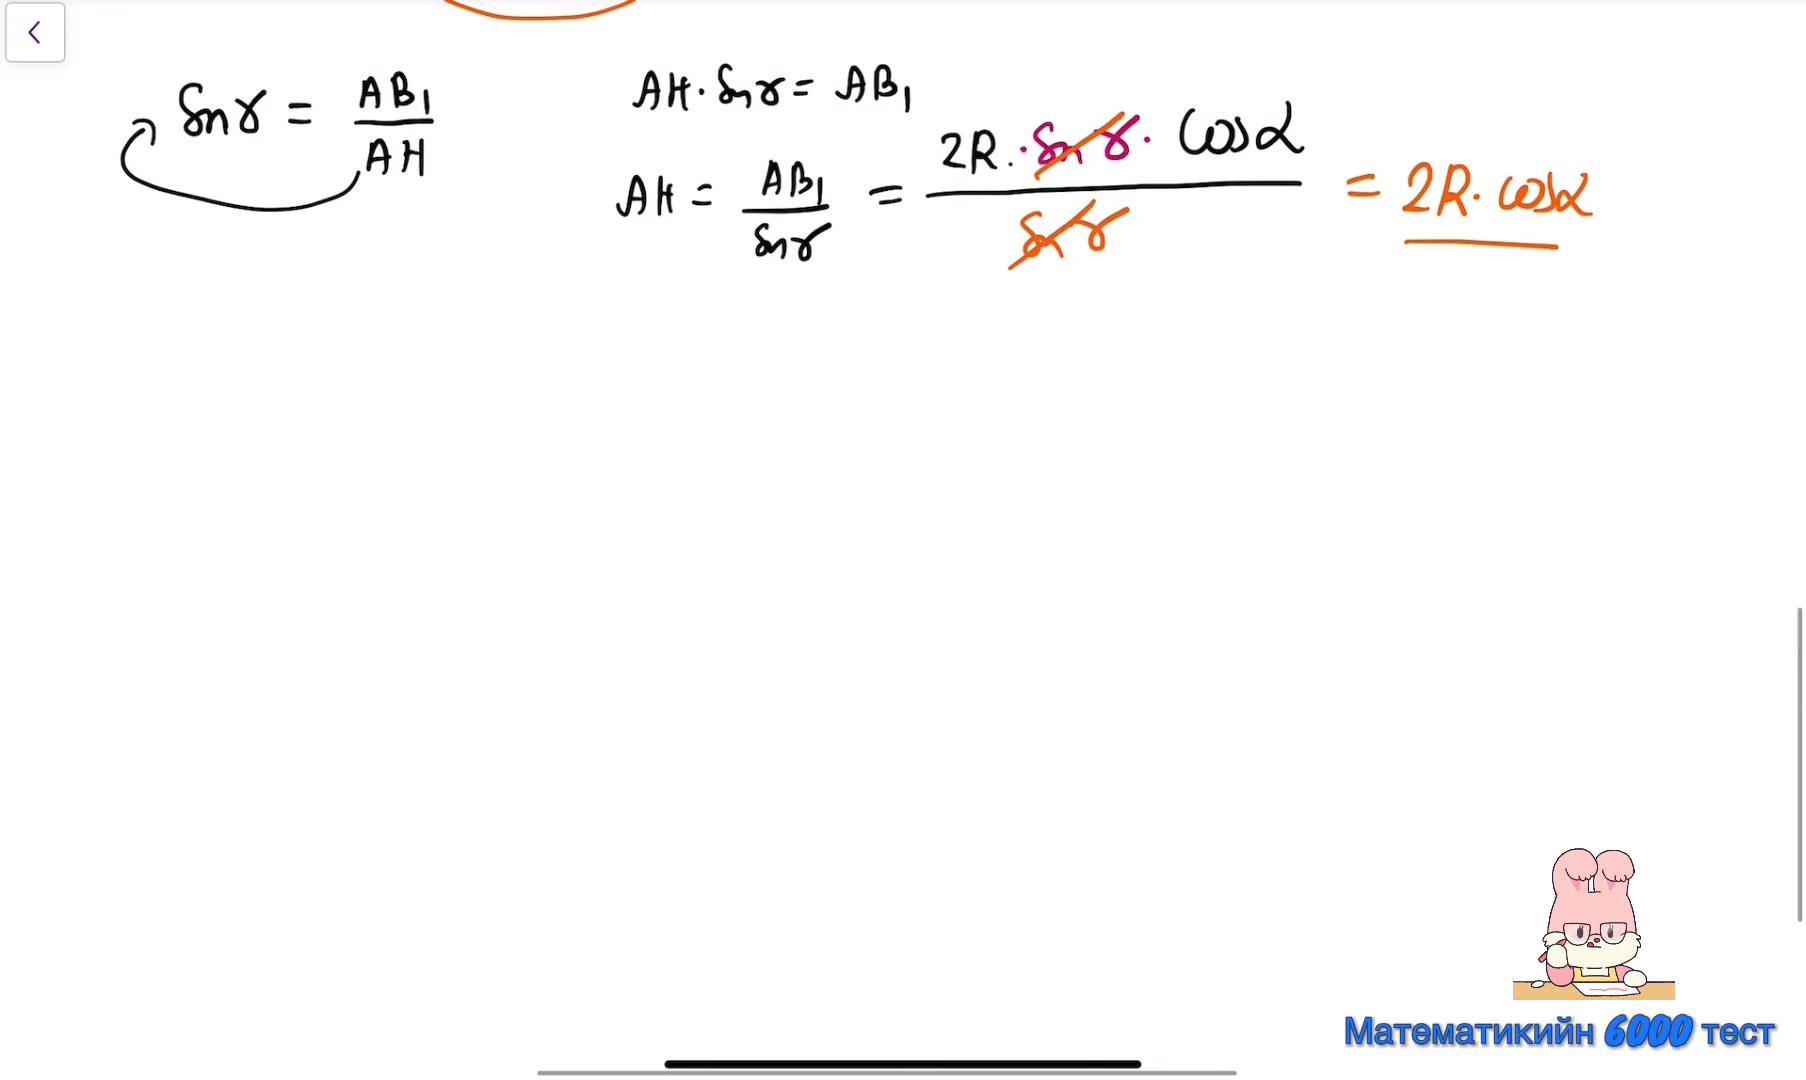 Sinγ = AB₁/AH
AH · Sinγ = AB₁
AH = AB₁/Sinγ = 2R · Sinγ · Cosα/Sinγ = 2R · cosα
Математикийн 6000 тест